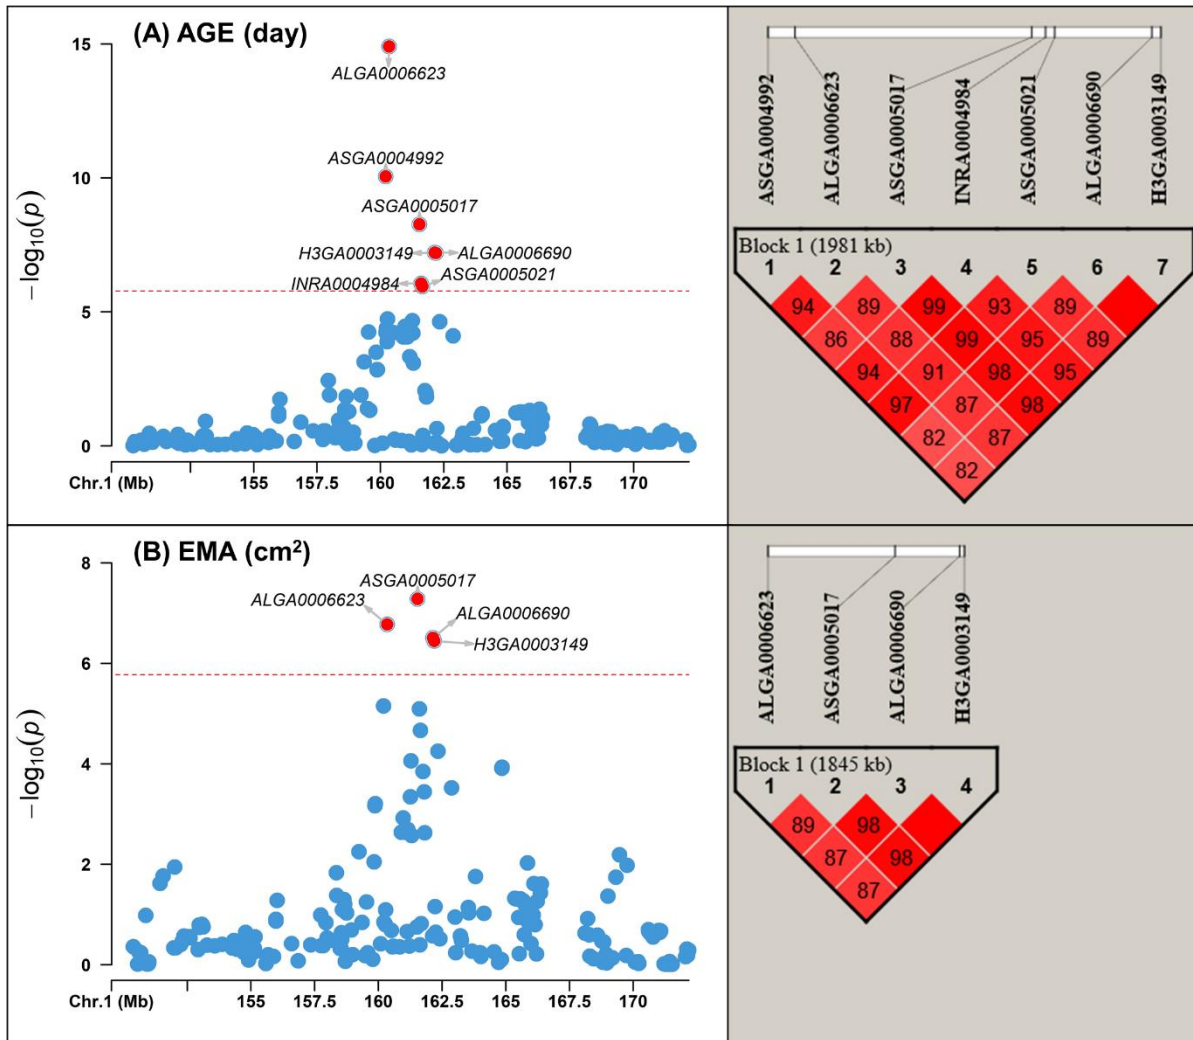 (A) AGE (day)
15
ALGA0006623
ASGA0004992
10
ASGA0005017
H3GA0003149
ALGA0006690
ASGA0005021
INRA0004984
5
0
−log10(p)
Chr.1 (Mb)
155
157.5
160
162.5
165
167.5
170
ASGA0004992
ALGA0006623
ASGA0005017
INRA0004984
ASGA0005021
ALGA0006690
H3GA0003149
Block 1 (1981 kb)
1 2 3 4 5 6 7
94 89 99 93 89
86 88 99 95 89
94 91 98 95
97 87 98
82 87
82
(B) EMA (cm²)
8
ASGA0005017
ALGA0006623
ALGA0006690
H3GA0003149
6
4
2
0
−log10(p)
Chr.1 (Mb)
155
157.5
160
162.5
165
167.5
170
ALGA0006623
ASGA0005017
ALGA0006690
H3GA0003149
Block 1 (1845 kb)
1 2 3 4
89 98
87 98
87